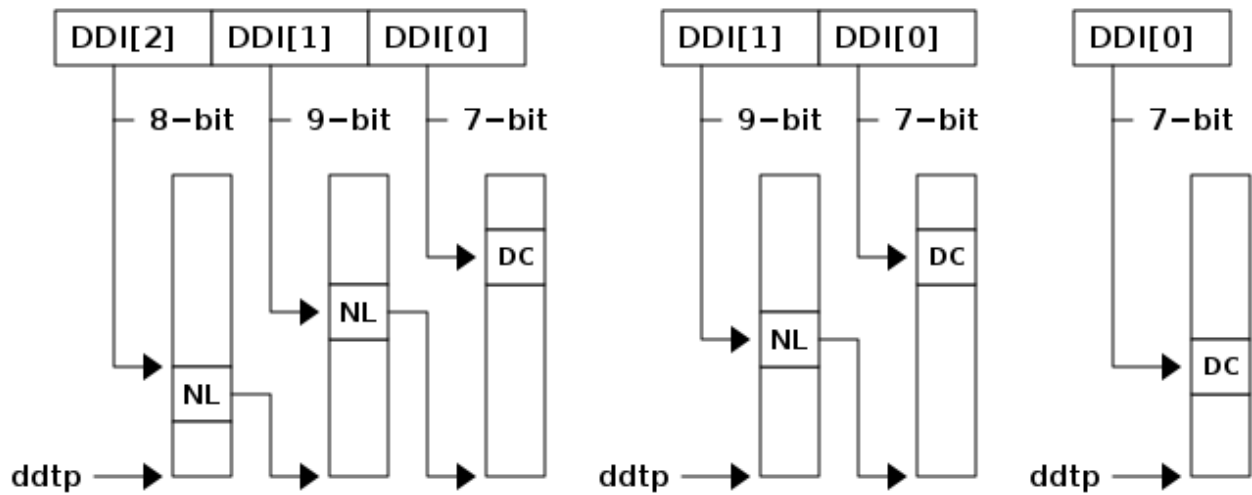 DDI[2] DDI[1] DDI[0] DDI[1] DDI[0] DDI[0]
8−bit 9−bit 7−bit 9−bit 7−bit 7−bit
DC DC
NL
NL DC
NL
ddtp ddtp ddtp